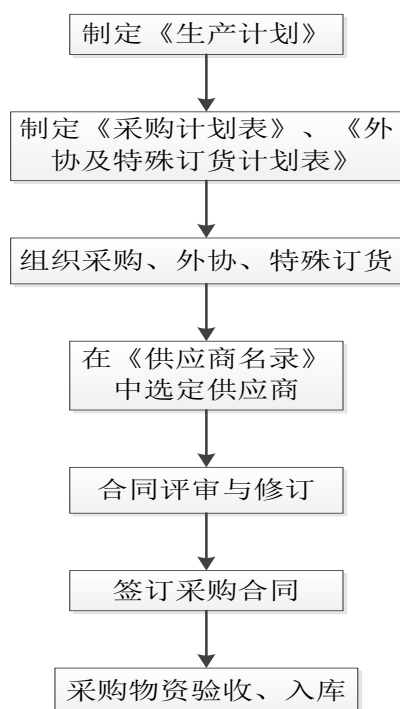 制定《生产计划》
制定《采购计划表》、《外
协及特殊订货计划表》
组织采购、外协、特殊订货
在《供应商名录》
中选定供应商
合同评审与修订
签订采购合同
采购物资验收、入库